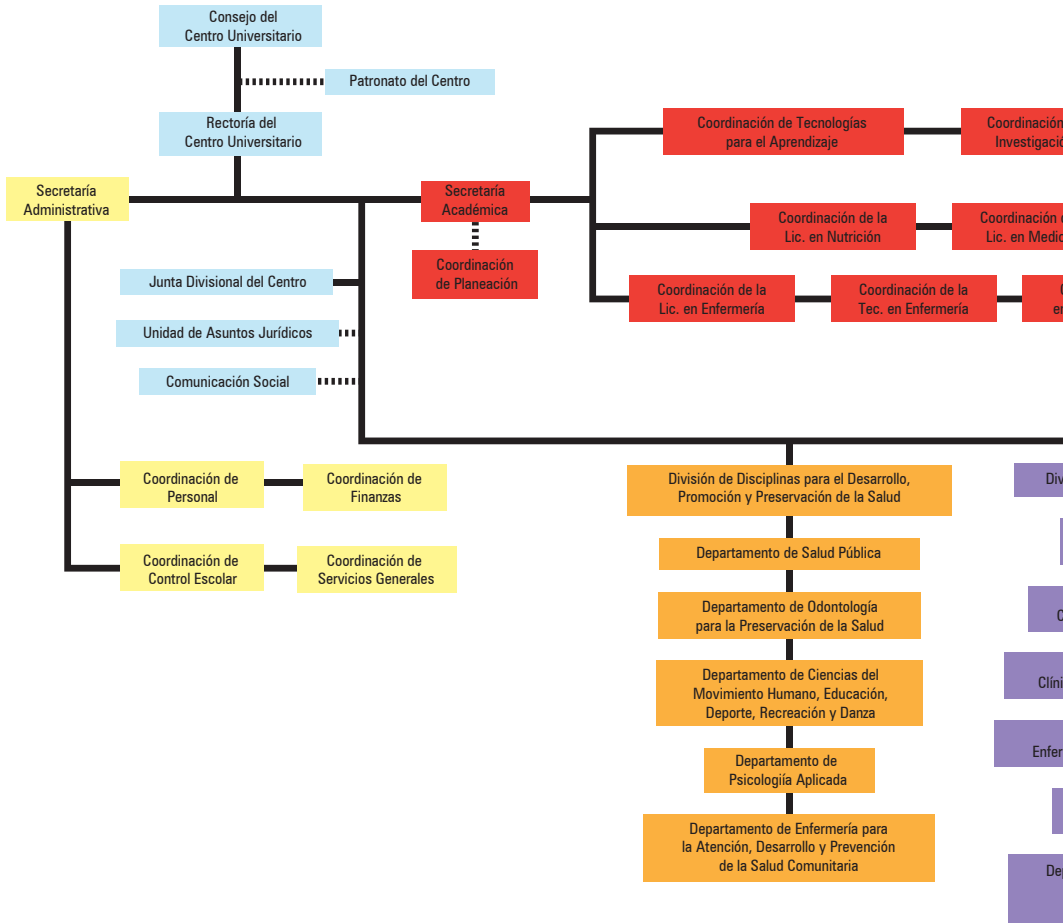 Consejo del
Centro Universitario
Patronato del Centro
Rectoría del
Centro Universitario
Coordinación de Tecnologías
para el Aprendizaje
Coordinación
Secretaría
Administrativa
Secretaría
Académica
Coordinación de la
Lic. en Nutrición
Coordinación
Lic. en
Coordinación
de Planeación
Junta Divisional del Centro
Coordinación de la
Lic. en Enfermería
Coordinación de la
Tec. en Enfermería
Unidad de Asuntos Jurídicos
Comunicación Social
Coordinación de
Personal
Coordinación de
Finanzas
Coordinación de
Control Escolar
Coordinación de
Servicios Generales
División de Disciplinas para el Desarrollo,
Promoción y Preservación de la Salud
Departamento de Salud Pública
Departamento de Odontología
para la Preservación de la Salud
Departamento de Ciencias del
Movimiento Humano, Educación,
Deporte, Recreación y Danza
Departamento de
Psicologiía Aplicada
Departamento de Enfermería para
la Atención, Desarrollo y Prevención
de la Salud Comunitaria